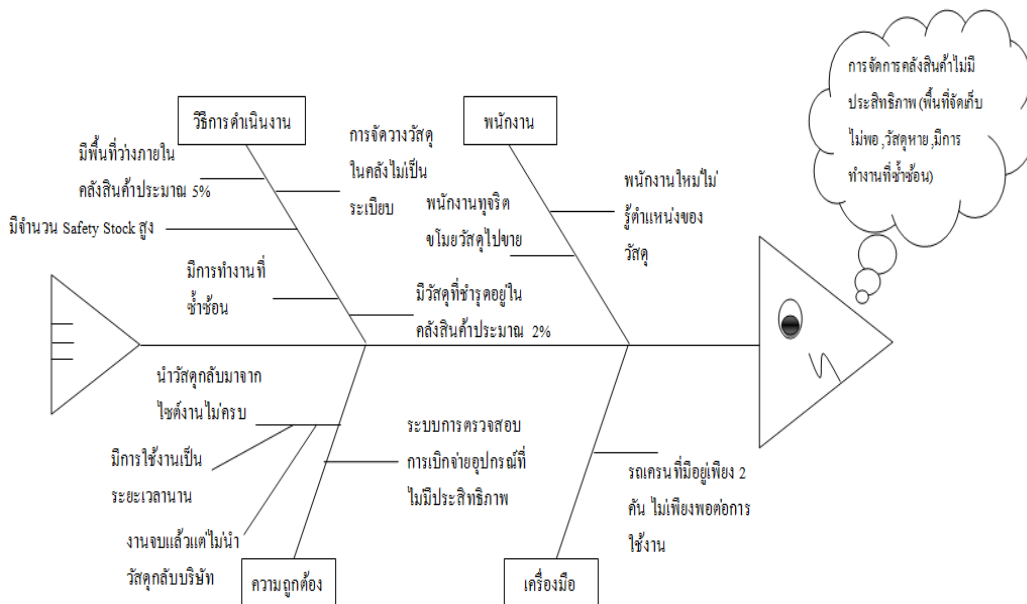 การจัดการคลังสินค้าไม่มี
ประสิทธิภาพ (พื้นที่จัดเก็บ
ไม่พอ ,วัสดุหาย ,มีการ
ทำงานที่ซ้ำซ้อน)
วิธีการดำเนินงาน
มีพื้นที่ว่างภายใน
คลังสินค้าประมาณ 5%
มีจำนวน Safety Stock สูง
มีการทำงานที่
ซ้ำซ้อน
การจัดวางวัสดุ
ในคลังไม่เป็น
ระเบียบ
มีวัสดุที่ชำรุดอยู่ใน
คลังสินค้าประมาณ 2%
พนักงาน
พนักงานทุจริต
ขโมยวัสดุไปขาย
พนักงานใหม่ไม่
รู้ตำแหน่งของ
วัสดุ
นำวัสดุกลับมาจาก
ไซต์งานไม่ครบ
มีการใช้งานเป็น
ระยะเวลานาน
งานจบแล้วแต่ไม่นำ
วัสดุกลับบริษัท
ระบบการตรวจสอบ
การเบิกจ่ายอุปกรณ์ที่
ไม่มีประสิทธิภาพ
ความถูกต้อง
รถเครนที่มีอยู่เพียง 2
คัน ไม่เพียงพอต่อการ
ใช้งาน
เครื่องมือ